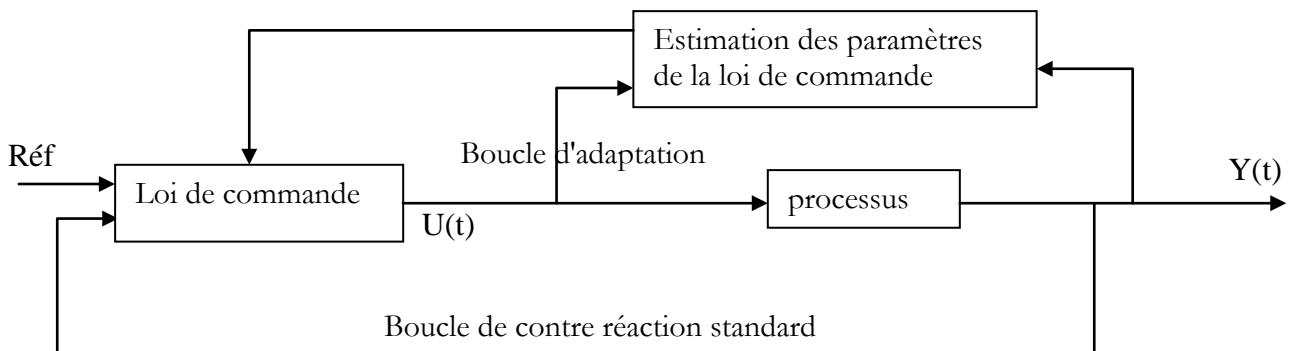 Estimation des paramètres
de la loi de commande
Réf
Boucle d'adaptation
Y(t)
Loi de commande
processus
U(t)
Boucle de contre réaction standard